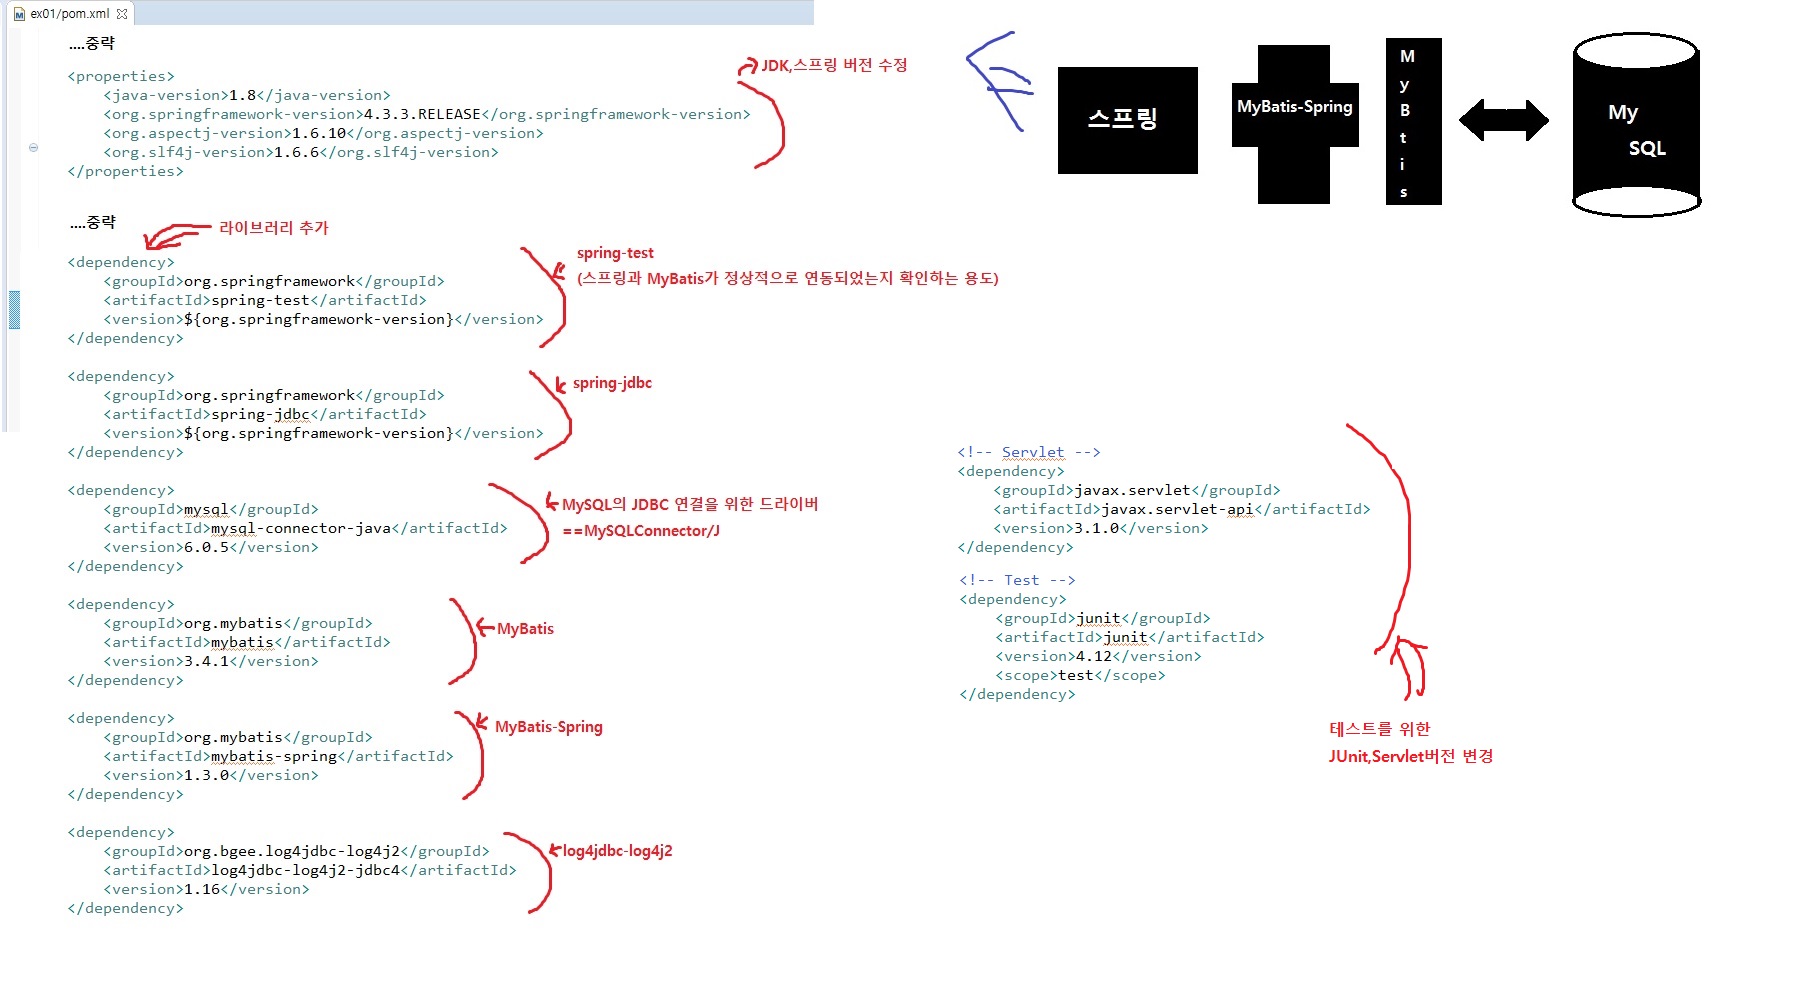 ex01/pom.xml
....중략
<properties>
<java-version>1.8</java-version>
<org.springframework-version>4.3.3.RELEASE</org.springframework-version>
<org.aspectj-version>1.6.10</org.aspectj-version>
<org.slf4j-version>1.6.6</org.slf4j-version>
</properties>
JDK,스프링 버전 수정
....중략
라이브러리 추가
<dependency>
<groupId>org.springframework</groupId>
<artifactId>spring-test</artifactId>
<version>${org.springframework-version}</version>
</dependency>
spring-test
(스프링과 MyBatis가 정상적으로 연동되었는지 확인하는 용도)
<dependency>
<groupId>org.springframework</groupId>
<artifactId>spring-jdbc</artifactId>
<version>${org.springframework-version}</version>
</dependency>
spring-jdbc
<dependency>
<groupId>mysql</groupId>
<artifactId>mysql-connector-java</artifactId>
<version>6.0.5</version>
</dependency>
MySQL의 JDBC 연결을 위한 드라이버
==MySQLConnector/J
<dependency>
<groupId>org.mybatis</groupId>
<artifactId>mybatis</artifactId>
<version>3.4.1</version>
</dependency>
MyBatis
<dependency>
<groupId>org.mybatis</groupId>
<artifactId>mybatis-spring</artifactId>
<version>1.3.0</version>
</dependency>
MyBatis-Spring
<dependency>
<groupId>org.bgee.log4jdbc-log4j2</groupId>
<artifactId>log4jdbc-log4j2-jdbc4</artifactId>
<version>1.16</version>
</dependency>
log4jdbc-log4j2
스프링
MyBatis-Spring
M
y
B
t
i
s
My
SQL
<!-- Servlet -->
<dependency>
<groupId>javax.servlet</groupId>
<artifactId>javax.servlet-api</artifactId>
<version>3.1.0</version>
</dependency>
<!-- Test -->
<dependency>
<groupId>junit</groupId>
<artifactId>junit</artifactId>
<version>4.12</version>
<scope>test</scope>
</dependency>
테스트를 위한
JUnit,Servlet버전 변경